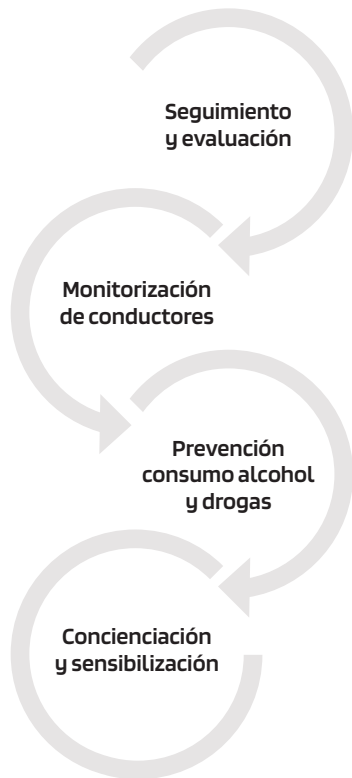 Seguimiento
y evaluación
Monitorización
de conductores
Prevención
consumo alcohol
y drogas
Concienciación
y sensibilización